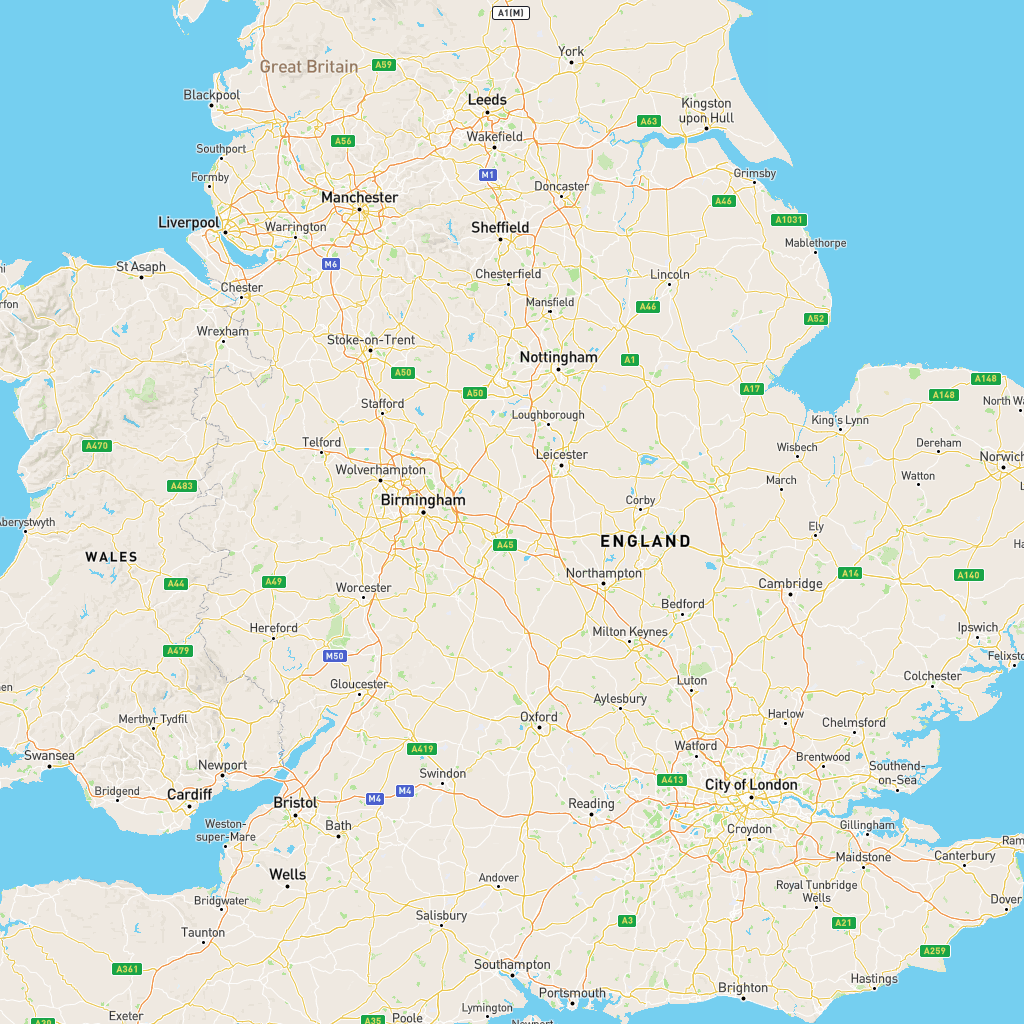 A1(M)
York
Great Britain
A59
Blackpool
Leeds
Kingston
upon Hull
A63
A56
Wakefield
Southport
M1
Grimsby
Formby
Doncaster
Manchester
A46
Liverpool
Warrington
Sheffield
A1031
Mablethorpe
M6
St Asaph
Chesterfield
Lincoln
Chester
Mansfield
A46
A52
Wrexham
Stoke-on-Trent
Nottingham
A1
A50
A50
A17
A148
A148
Stafford
Loughborough
King's Lynn
North Wa
A470
Telford
Leicester
Wisbech
Dereham
Norwich
Wolverhampton
A483
March
Watton
Birmingham
Corby
Aberystwyth
Ely
WALES
A45
ENGLAND
Ha
A44
A49
Worcester
Northampton
Cambridge
A14
A140
Hereford
Bedford
Ipswich
A479
M50
Milton Keynes
Felixsto
en
Gloucester
Luton
Colchester
Merthyr Tydfil
Aylesbury
Oxford
Harlow
Chelmsford
Swansea
Newport
A419
Watford
Brentwood
Bridgend
Cardiff
Swindon
A413
City of London
Southend-
on-Sea
Bristol
M4
M4
Reading
Weston-
super-Mare
Bath
Croydon
Gillingham
Ram
Maidstone
Canterbury
Wells
Andover
Royal Tunbridge
Wells
Bridgwater
Dover
Salisbury
A3
A21
Taunton
A259
A361
Southampton
Hastings
Portsmouth
Brighton
Exeter
Lymington
A30
A35
Poole
Newport